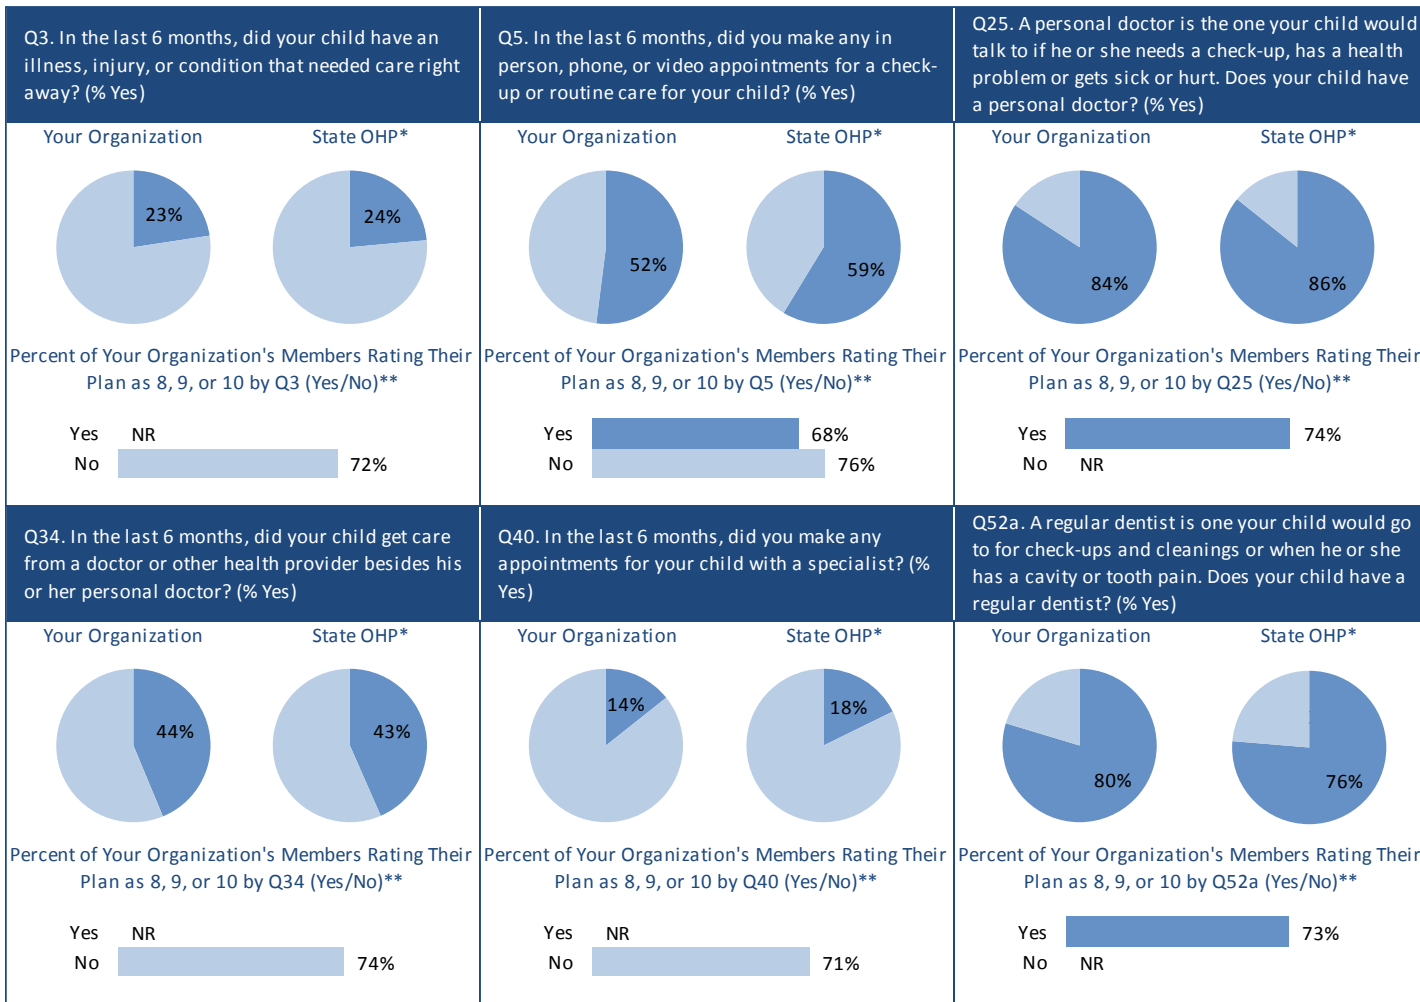 Q3. In the last 6 months, did your child have an
illness, injury, or condition that needed care right
away? (% Yes)
Your Organization
State OHP*
23%
24%
Percent of Your Organization's Members Rating Their
Plan as 8, 9, or 10 by Q3 (Yes/No)**
Yes NR
No 72%
Q5. In the last 6 months, did you make any in
person, phone, or video appointments for a check-
up or routine care for your child? (% Yes)
Your Organization
State OHP*
52%
59%
Percent of Your Organization's Members Rating Their
Plan as 8, 9, or 10 by Q5 (Yes/No)**
Yes 68%
No 76%
Q25. A personal doctor is the one your child would
talk to if he or she needs a check-up, has a health
problem or gets sick or hurt. Does your child have
a personal doctor? (% Yes)
Your Organization
State OHP*
84%
86%
Percent of Your Organization's Members Rating Their
Plan as 8, 9, or 10 by Q25 (Yes/No)**
Yes 74%
No NR
Q34. In the last 6 months, did your child get care
from a doctor or other health provider besides his
or her personal doctor? (% Yes)
Your Organization
State OHP*
44%
43%
Percent of Your Organization's Members Rating Their
Plan as 8, 9, or 10 by Q34 (Yes/No)**
Yes NR
No 74%
Q40. In the last 6 months, did you make any
appointments for your child with a specialist? (%
Yes)
Your Organization
State OHP*
14%
18%
Percent of Your Organization's Members Rating Their
Plan as 8, 9, or 10 by Q40 (Yes/No)**
Yes NR
No 71%
Q52a. A regular dentist is one your child would go
to for check-ups and cleanings or when he or she
has a cavity or tooth pain. Does your child have a
regular dentist? (% Yes)
Your Organization
State OHP*
80%
76%
Percent of Your Organization's Members Rating Their
Plan as 8, 9, or 10 by Q52a (Yes/No)**
Yes 73%
No NR